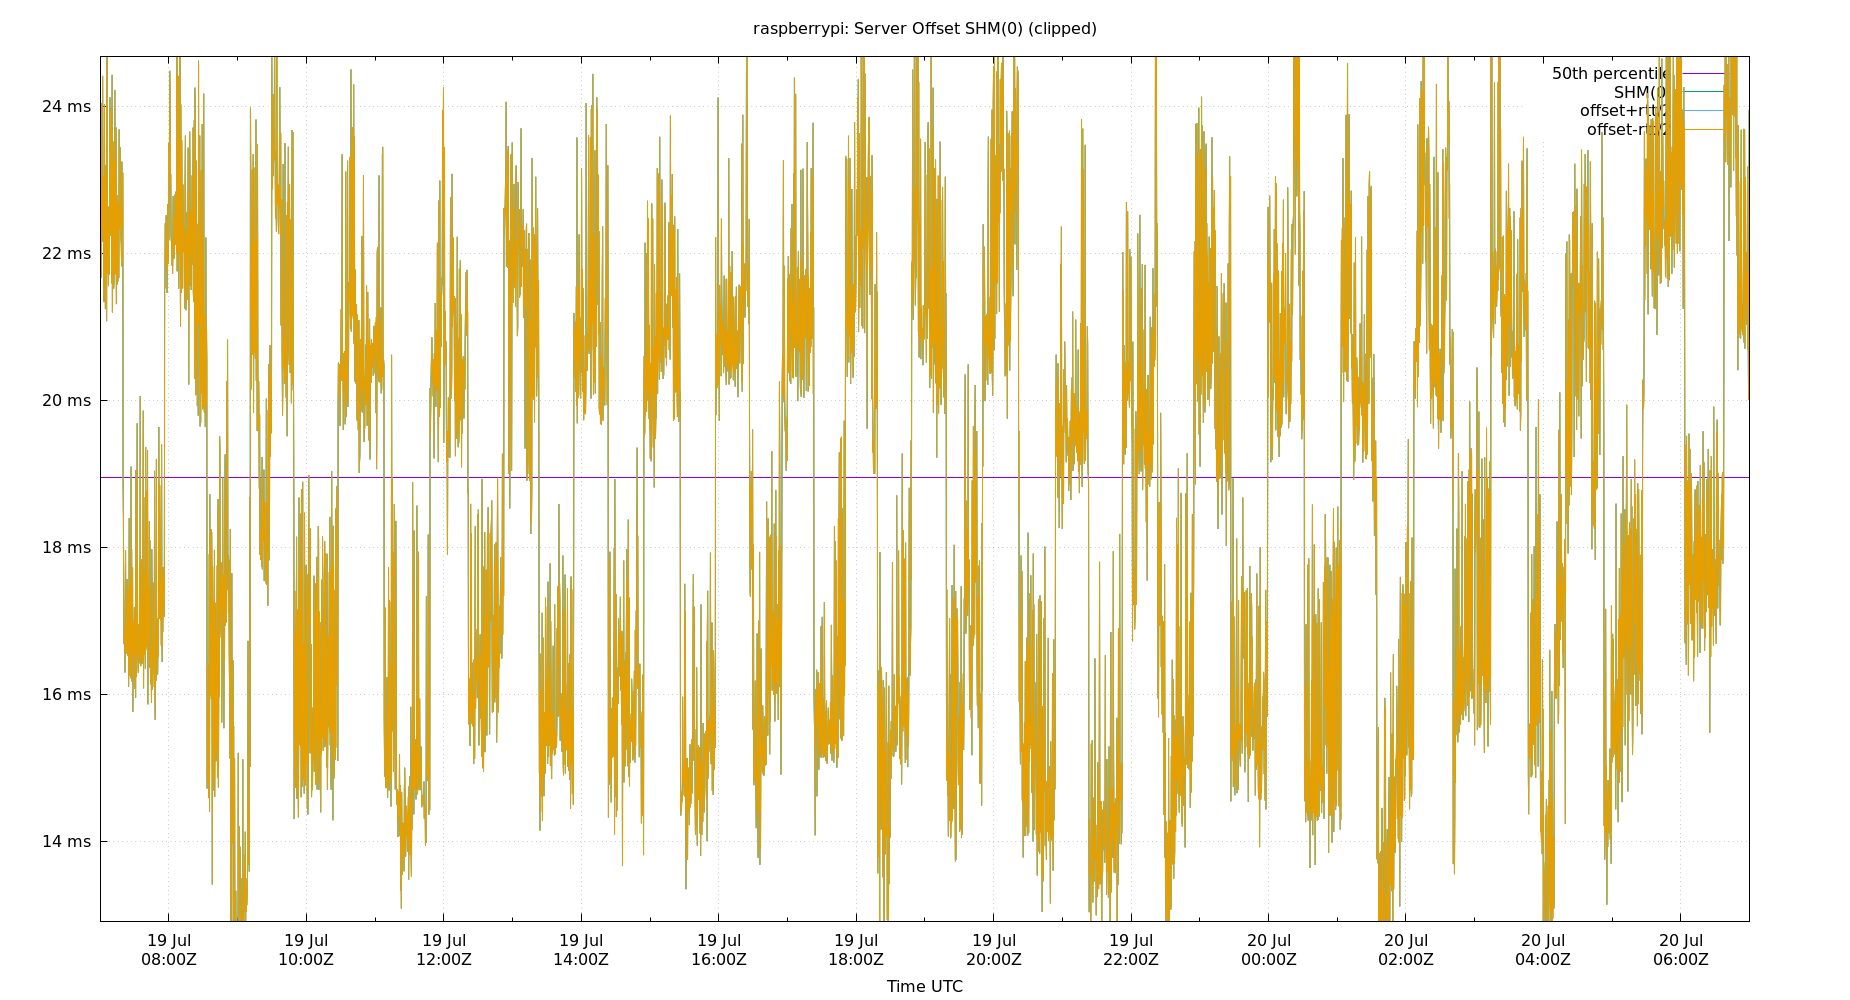 raspberrypi: Server Offset SHM(0) (clipped)
50th percentile
SHM(0)
offset+rtt/2
offset-rtt/2
24 ms
22 ms
20 ms
18 ms
16 ms
14 ms
19 Jul 19 Jul 19 Jul 19 Jul 19 Jul 19 Jul 19 Jul 19 Jul 20 Jul 20 Jul 20 Jul 20 Jul
08:00Z 10:00Z 12:00Z 14:00Z 16:00Z 18:00Z 20:00Z 22:00Z 00:00Z 02:00Z 04:00Z 06:00Z
Time UTC